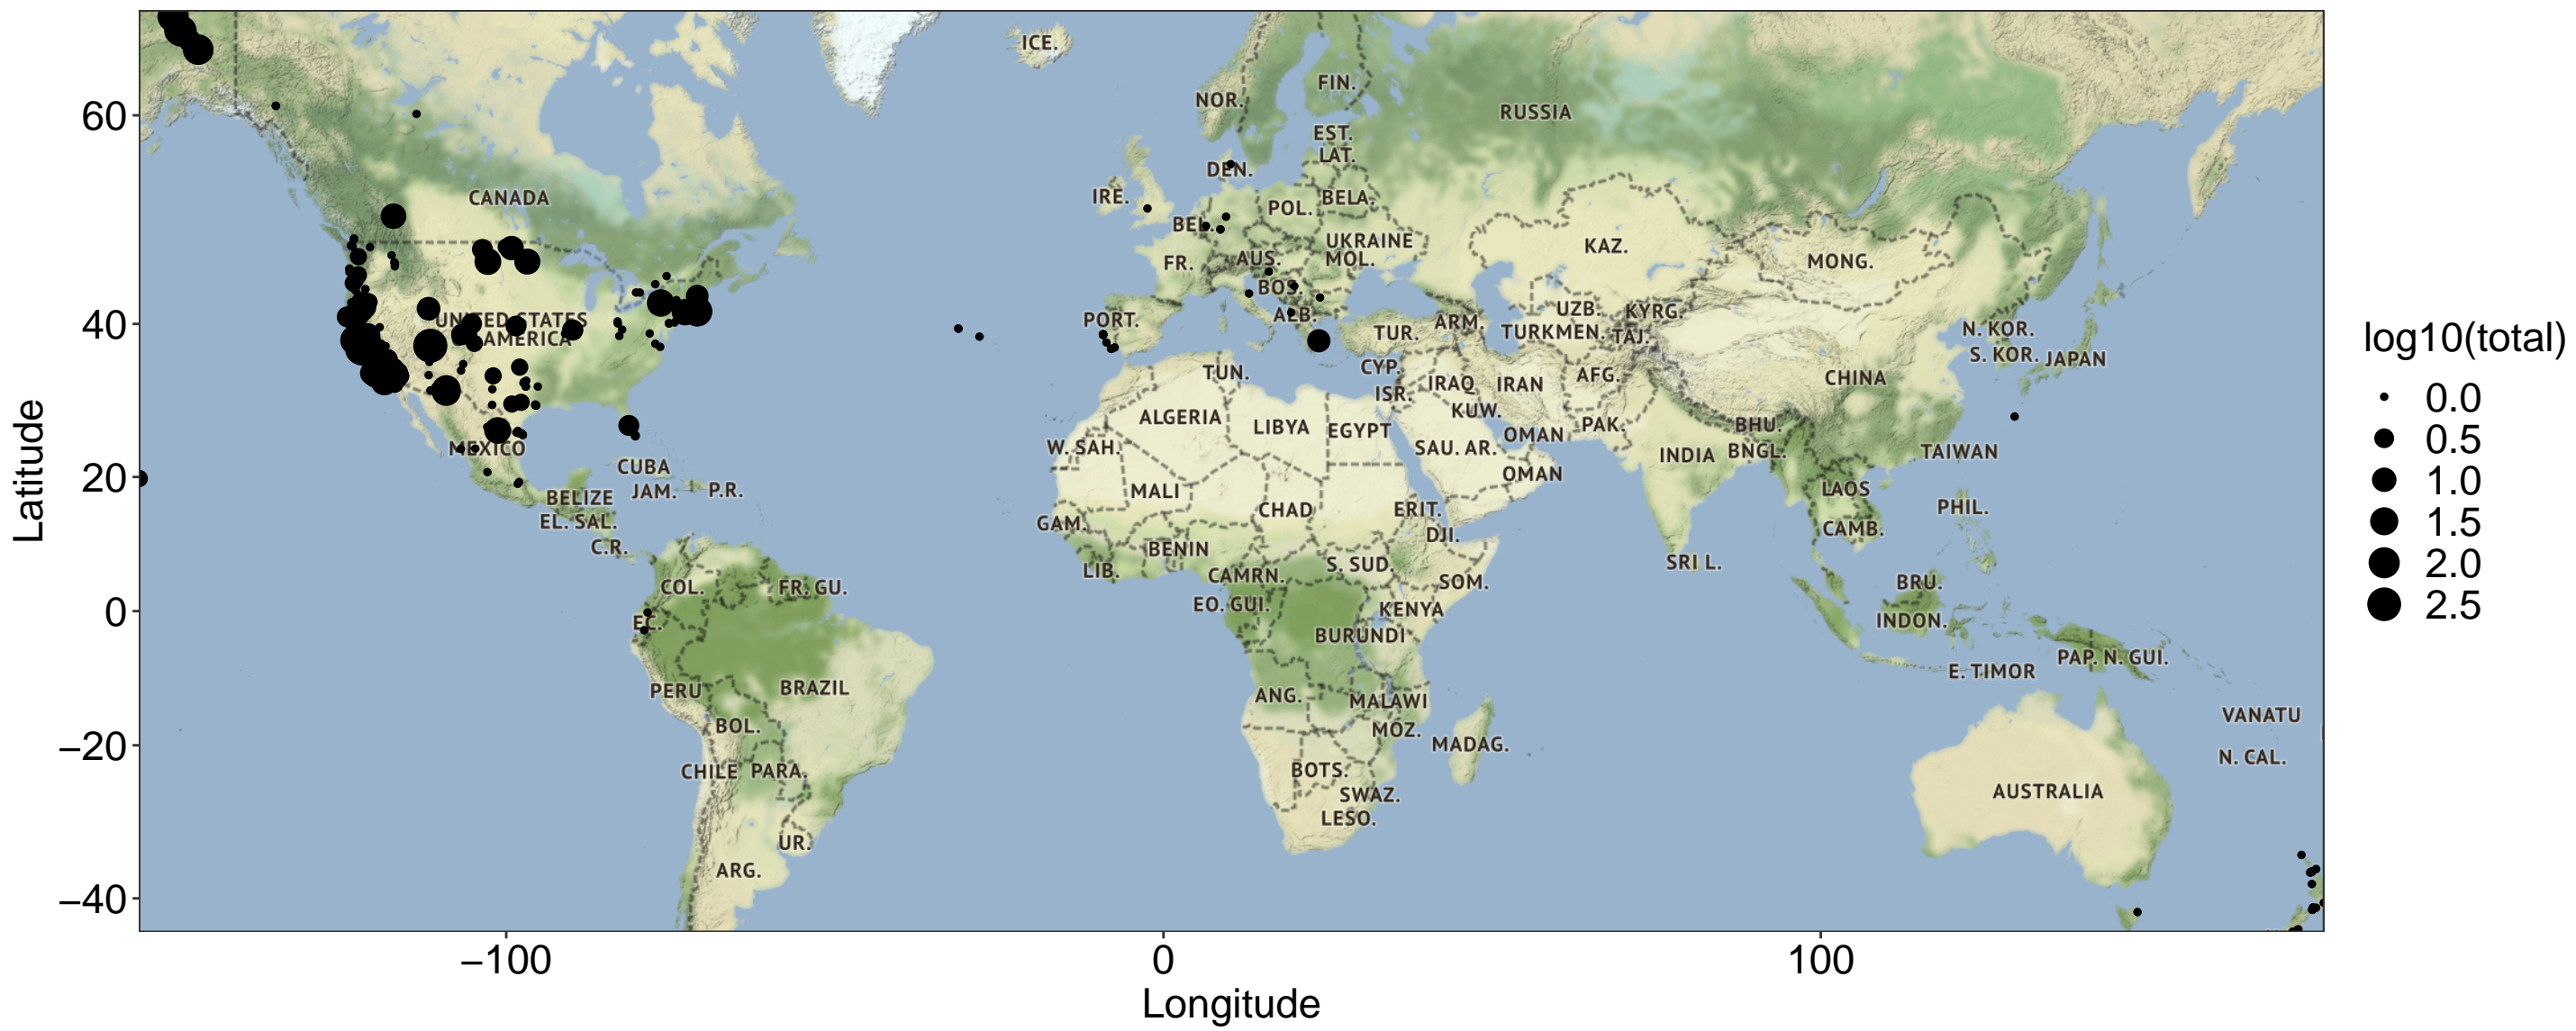 ICE.
FIN.
NOR.
RUSSIA
EST.
LAT.
DEN.
CANADA
IRE.
BELA.
POL.
BEL.
UKRAINE
KAZ.
AUS.
MOL.
FR.
MONG.
BOS.
UZB.
KYRG.
UNITED STATES
AMERICA
PORT.
ALB.
ARM.
TUR.
TURKMEN.
TAJ.
N. KOR.
S. KOR.
JAPAN
CYP.
TUN.
AFG.
CHINA
ISR.
IRAQ
IRAN
KUW.
ALGERIA
LIBYA
EGYPT
PAK.
BHU.
OMAN
MEXICO
W. SAH.
SAU. AR.
INDIA
BNGL.
TAIWAN
CUBA
OMAN
JAM.
P.R.
BELIZE
MALI
LAOS
EL. SAL.
GAM.
CHAD
ERIT.
PHIL.
DJI.
CAMB.
C.R.
BENIN
S. SUD.
SRI L.
LIB.
CAMRN.
SOM.
BRU.
COL.
FR. GU.
EO. GUI.
KENYA
INDON.
EC.
BURUNDI
PAP. N. GUI.
E. TIMOR
PERU
BRAZIL
ANG.
MALAWI
VANATU
BOL.
MOZ.
MADAG.
N. CAL.
CHILE
PARA.
BOTS.
SWAZ.
AUSTRALIA
LESO.
UR.
ARG.
60
40
20
0
−20
−40
Latitude
−100
0
100
Longitude
log10(total)
0.0
0.5
1.0
1.5
2.0
2.5